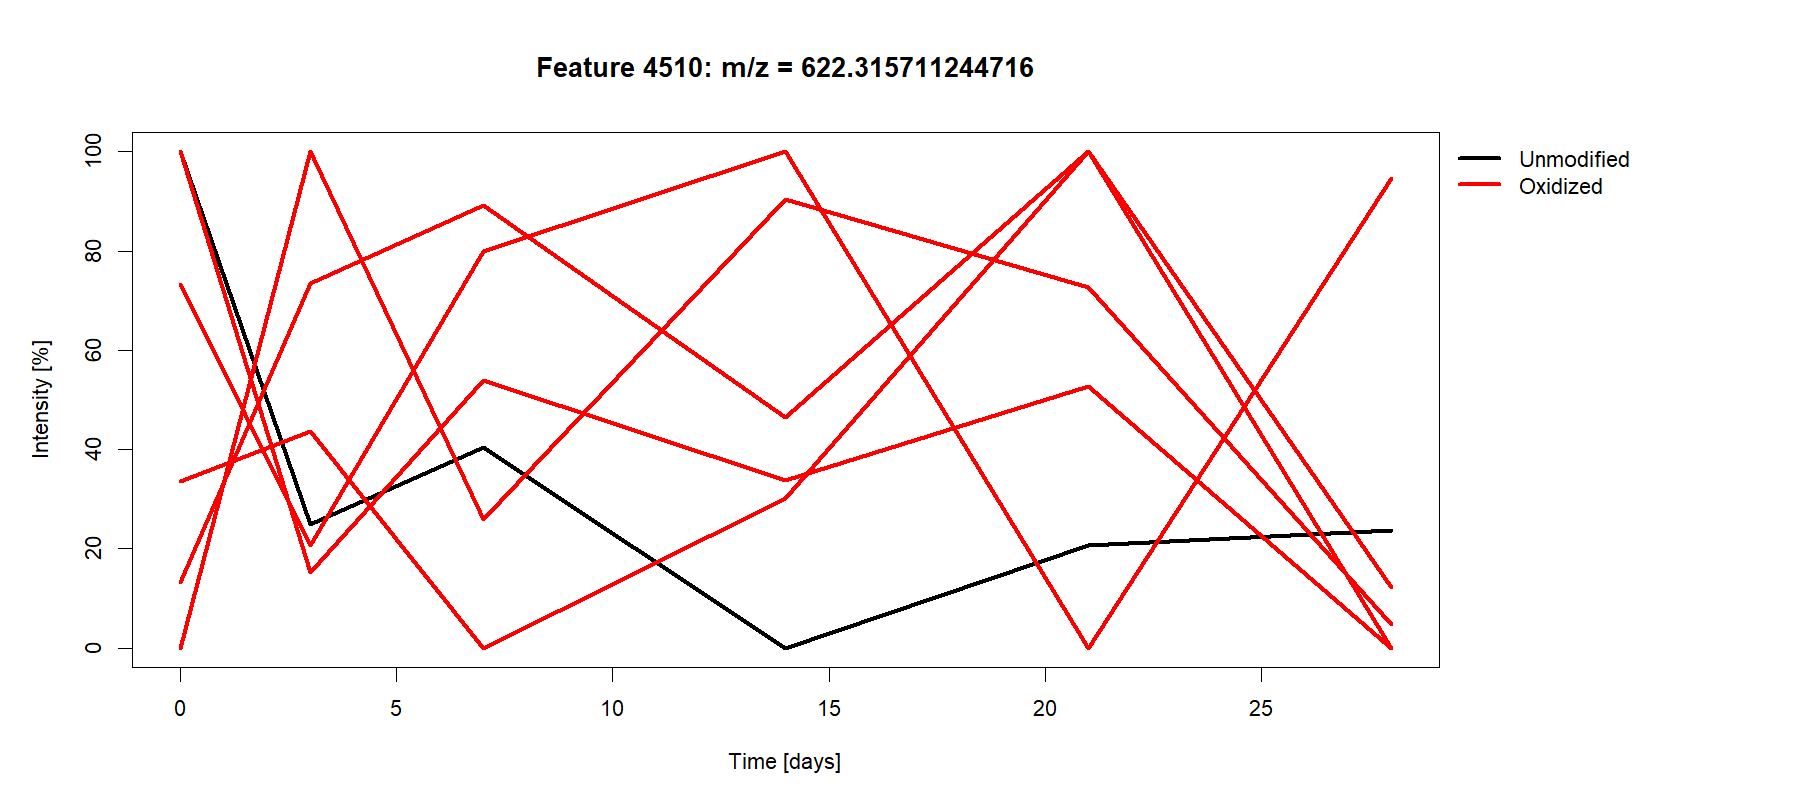 Feature 4510: m/z = 622.315711244716
Unmodified
Oxidized
100
80
60
40
20
0
Intensity [%]
0 5 10 15 20 25
Time [days]